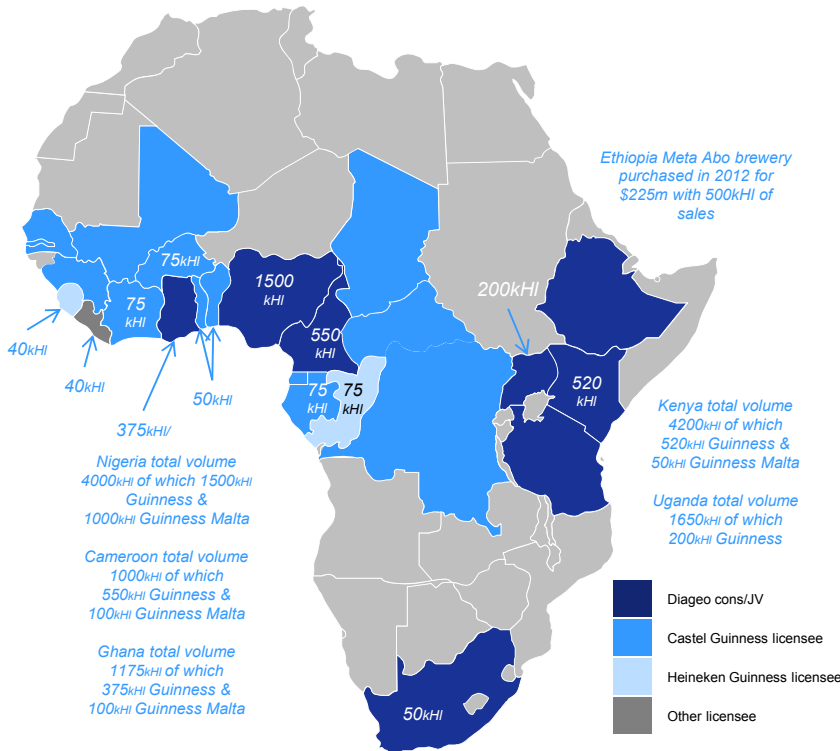 Ethiopia Meta Abo brewery
purchased in 2012 for
$225m with 500kHl of
sales
75kHl
1500
kHl
200kHl
75
kHl
550
kHl
40kHl
40kHl
50kHl
375kHl/
75
kHl
75
kHl
520
kHl
Nigeria total volume
4000kHl of which 1500kHl
Guinness &
1000kHl Guinness Malta
Cameroon total volume
1000kHl of which
550kHl Guinness &
100kHl Guinness Malta
Ghana total volume
1175kHl of which
375kHl Guinness &
100kHl Guinness Malta
Kenya total volume
4200kHl of which
520kHl Guinness &
50kHl Guinness Malta
Uganda total volume
1650kHl of which
200kHl Guinness
50kHl
Diageo cons/JV
Castel Guinness licensee
Heineken Guinness licensee
Other licensee